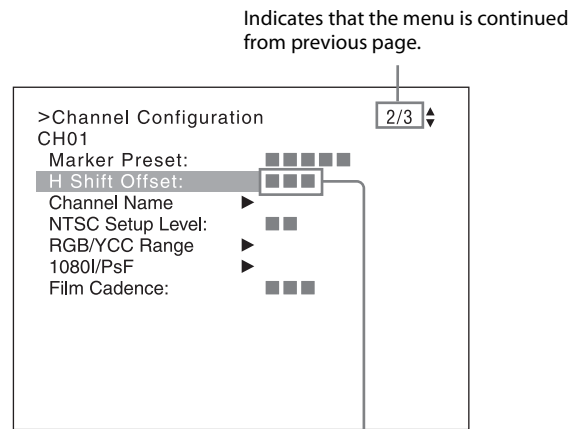 Indicates that the menu is continued
from previous page.
>Channel Configuration 2/3
CH01
Marker Preset:
H Shift Offset:
Channel Name
NTSC Setup Level:
RGB/YCC Range
1080I/PsF
Film Cadence: